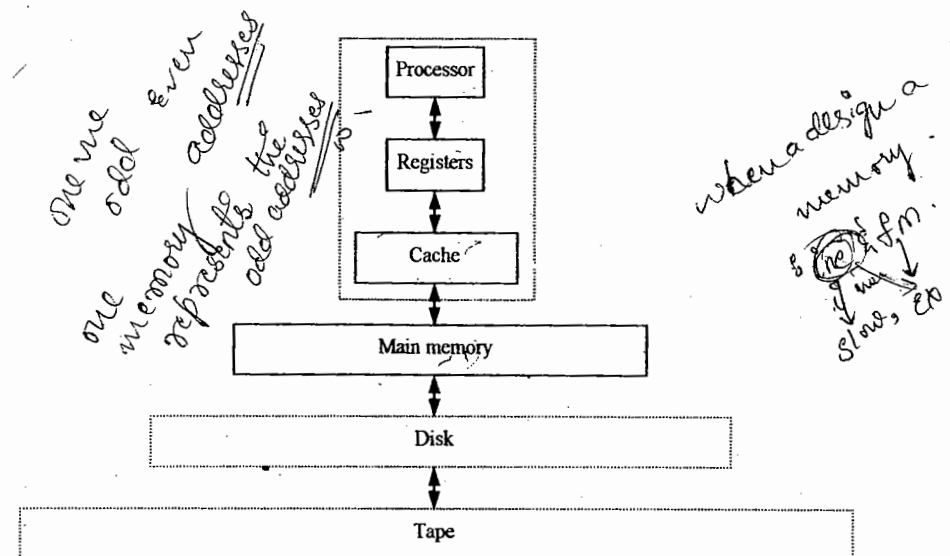 one me
odd Even
addresses
one
memory
represents the
odd addresses
Processor
Registers
Cache
Main memory
Disk
Tape
when a design a
memory.
slow,